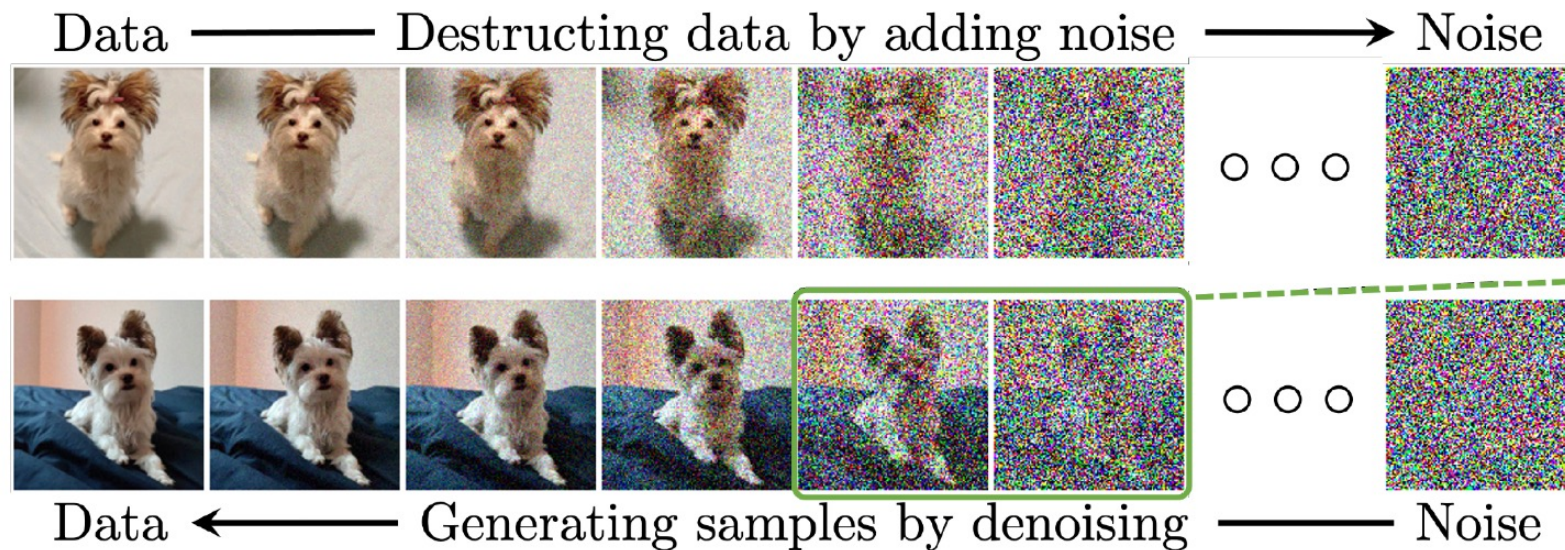 Data Destructing data by adding noise Noise
Data Generating samples by denoising Noise